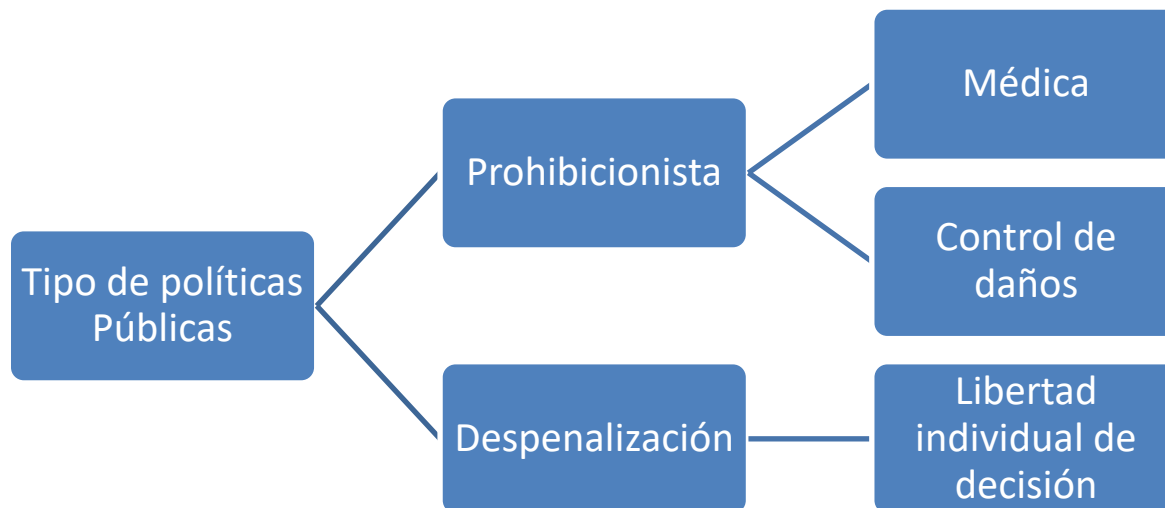 Tipo de políticas
Públicas
Prohibicionista
Médica
Control de
daños
Despenalización
Libertad
individual de
decisión